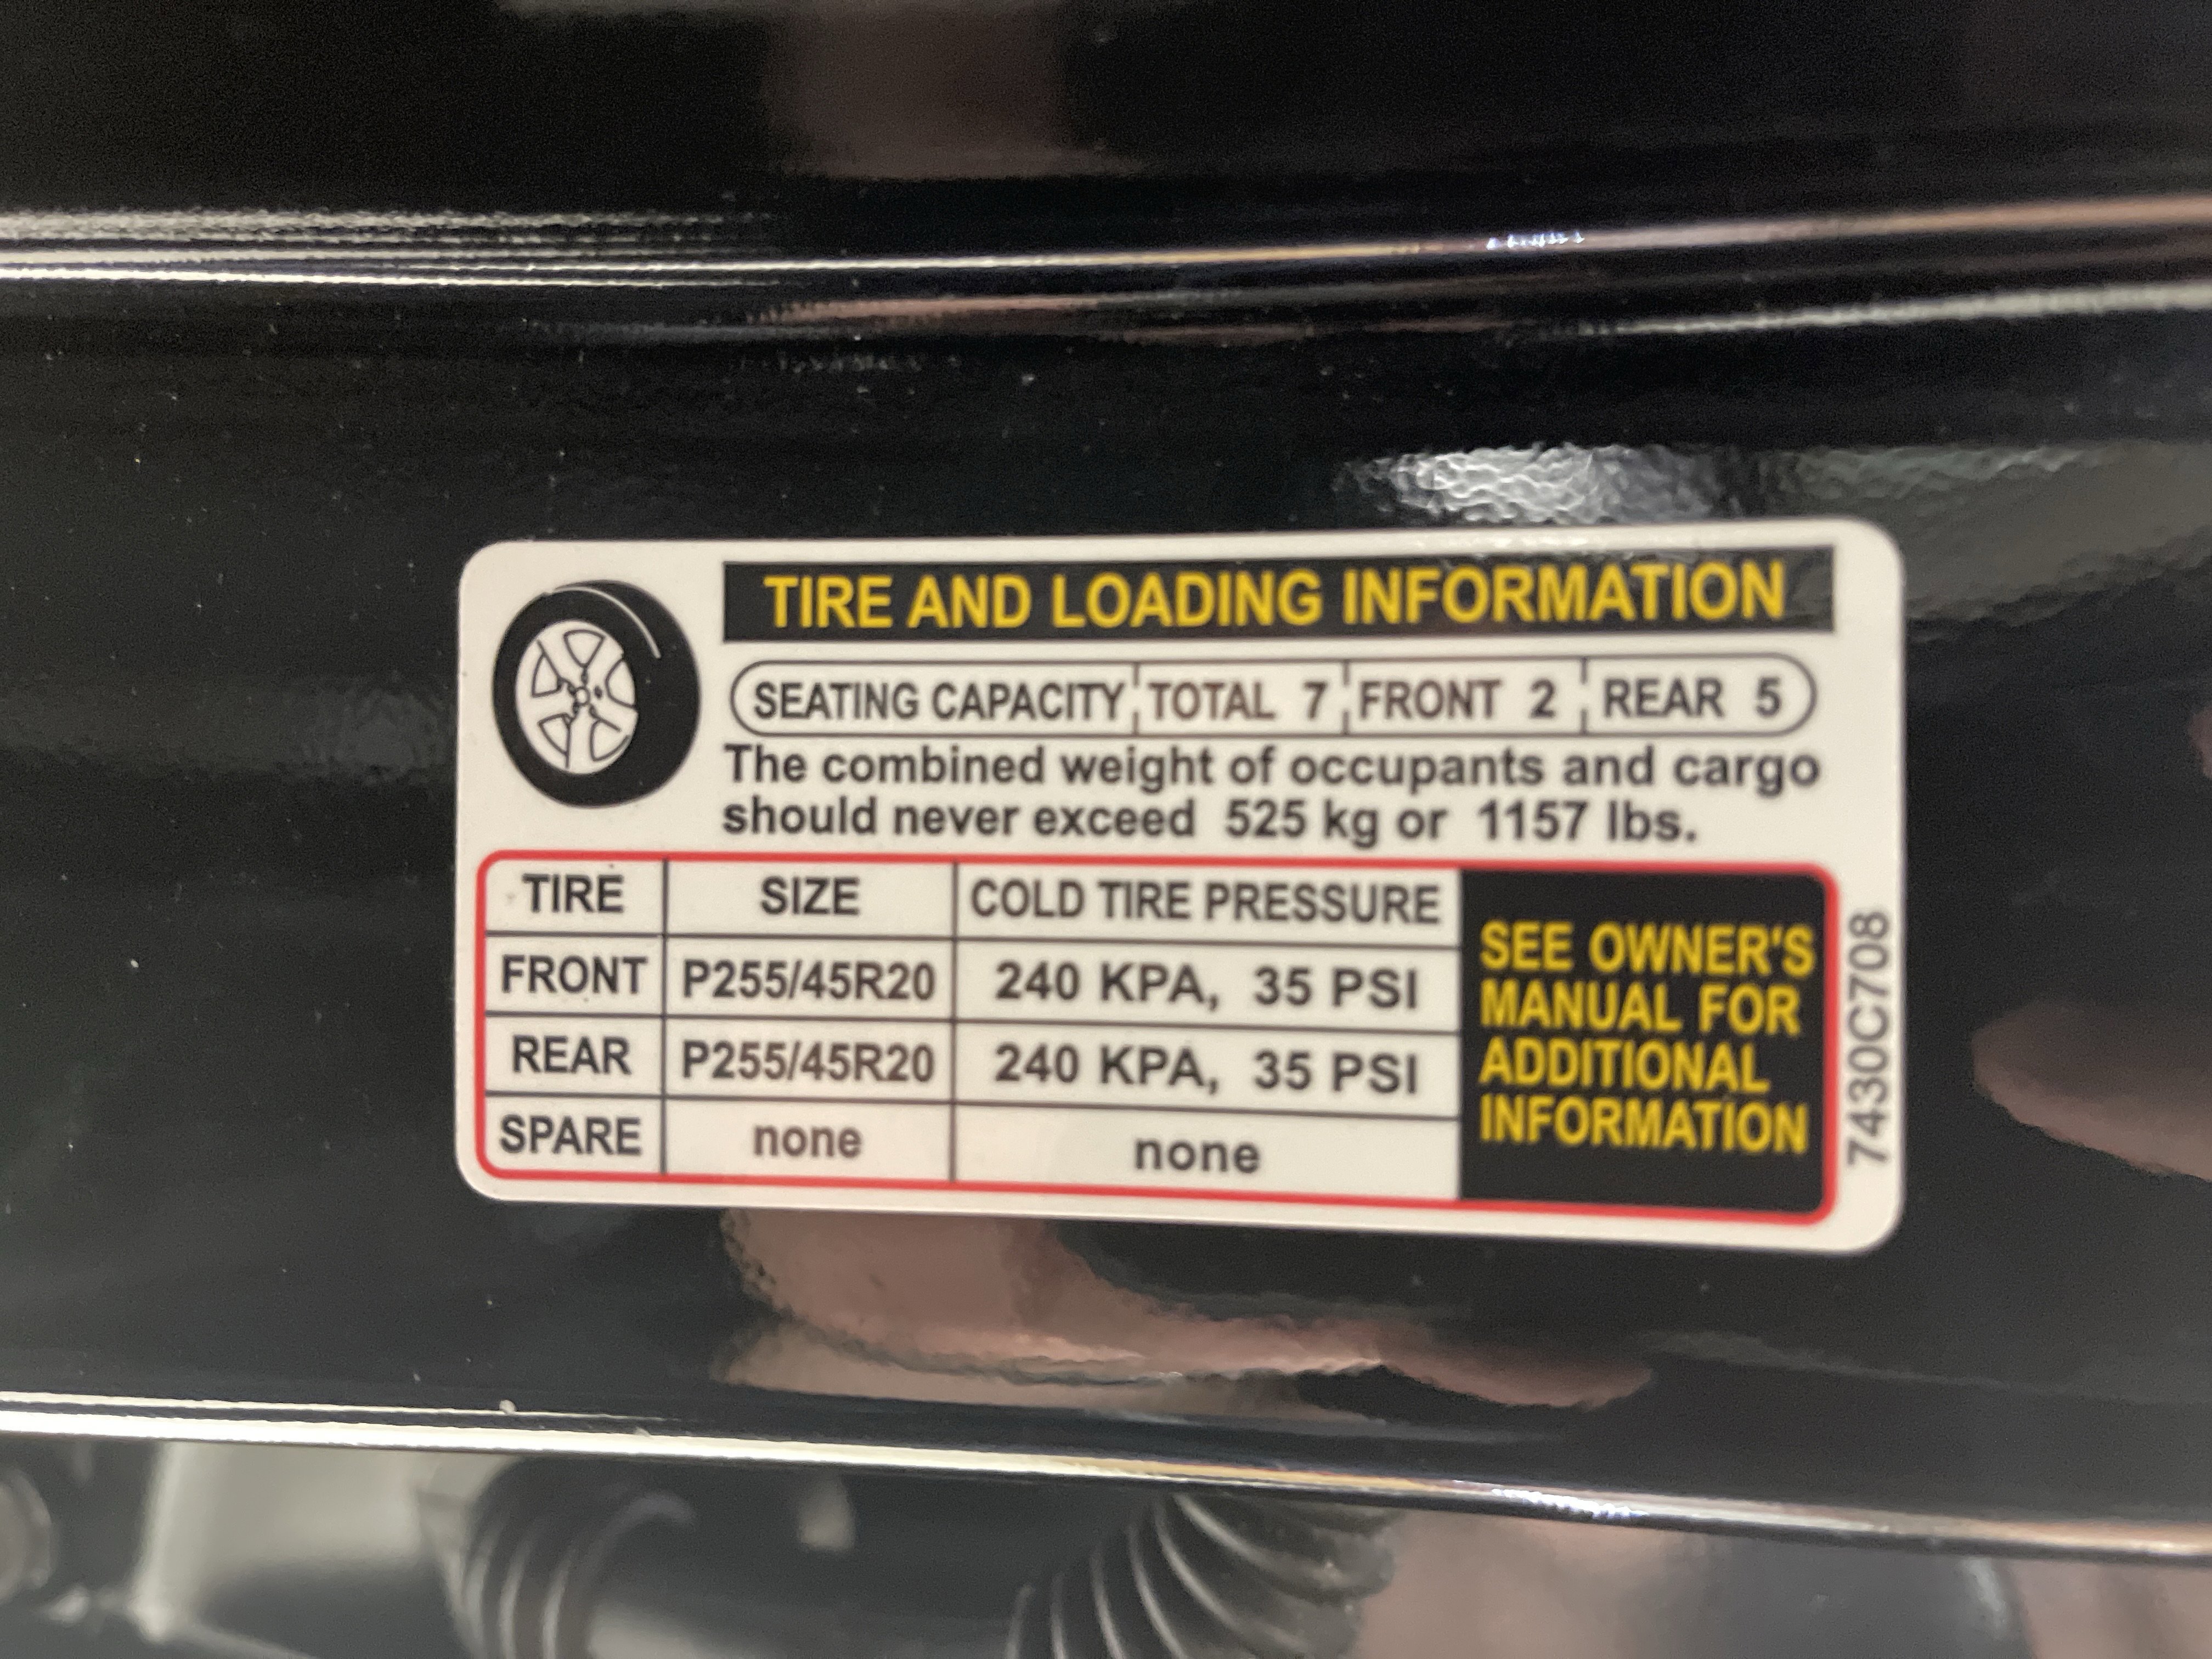 TIRE AND LOADING INFORMATION
SEATING CAPACITY TOTAL 7 FRONT 2 REAR 5
The combined weight of occupants and cargo
should never exceed 525 kg or 1157 lbs.
TIRE SIZE COLD TIRE PRESSURE
FRONT P255/45R20 240 KPA, 35 PSI
REAR P255/45R20 240 KPA, 35 PSI
SPARE none none
SEE OWNER'S
MANUAL FOR
ADDITIONAL
INFORMATION
7430C708